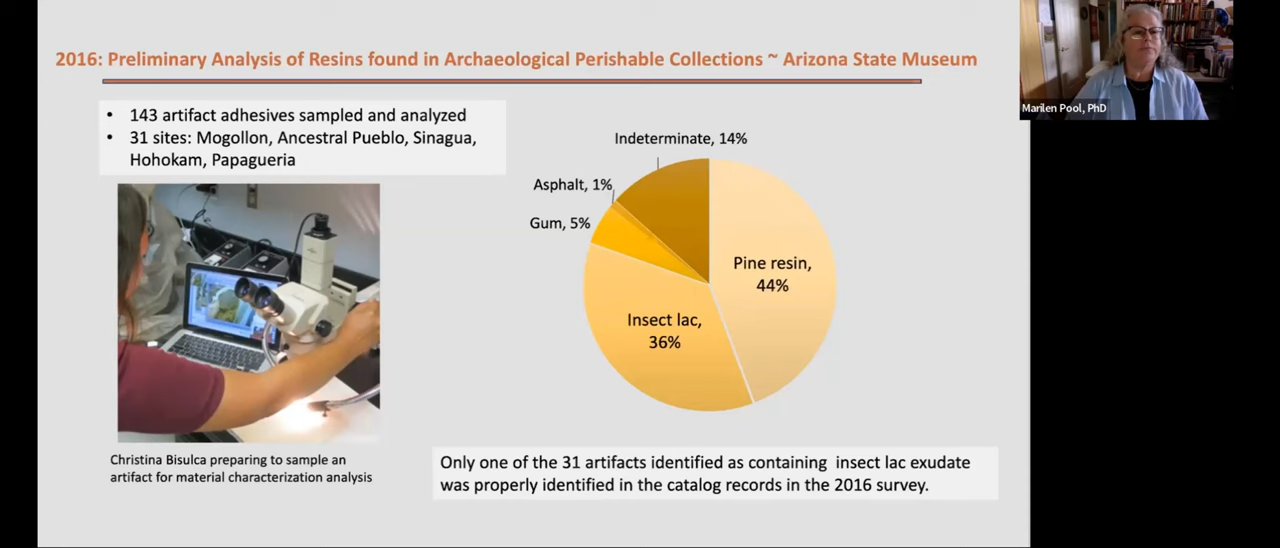 2016: Preliminary Analysis of Resins found in Archaeological Perishable Collections ~ Arizona State Museum
• 143 artifact adhesives sampled and analyzed
• 31 sites: Mogollon, Ancestral Pueblo, Sinagua,
Hohokam, Papagueria
Indeterminate, 14%
Asphalt, 1%
Gum, 5%
Pine resin,
44%
Insect lac,
36%
Christina Bisulca preparing to sample an
artifact for material characterization analysis
Only one of the 31 artifacts identified as containing insect lac exudate
was properly identified in the catalog records in the 2016 survey.
Marilen Pool, PhD